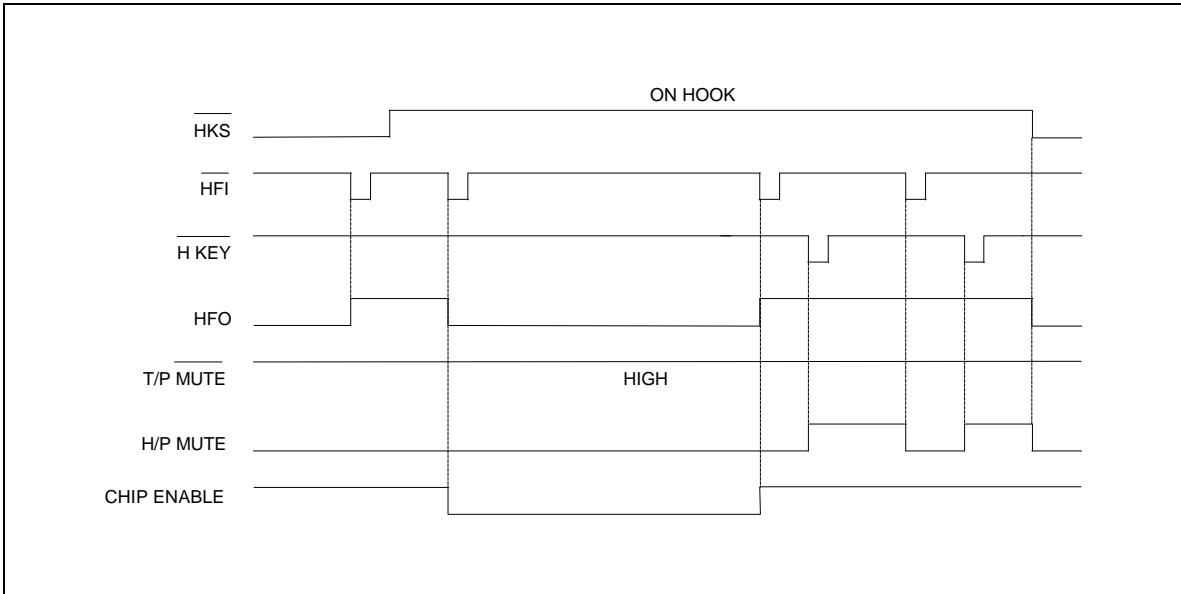 ON HOOK
HKS
HFI
H KEY
HFO
T/P MUTE
HIGH
H/P MUTE
CHIP ENABLE